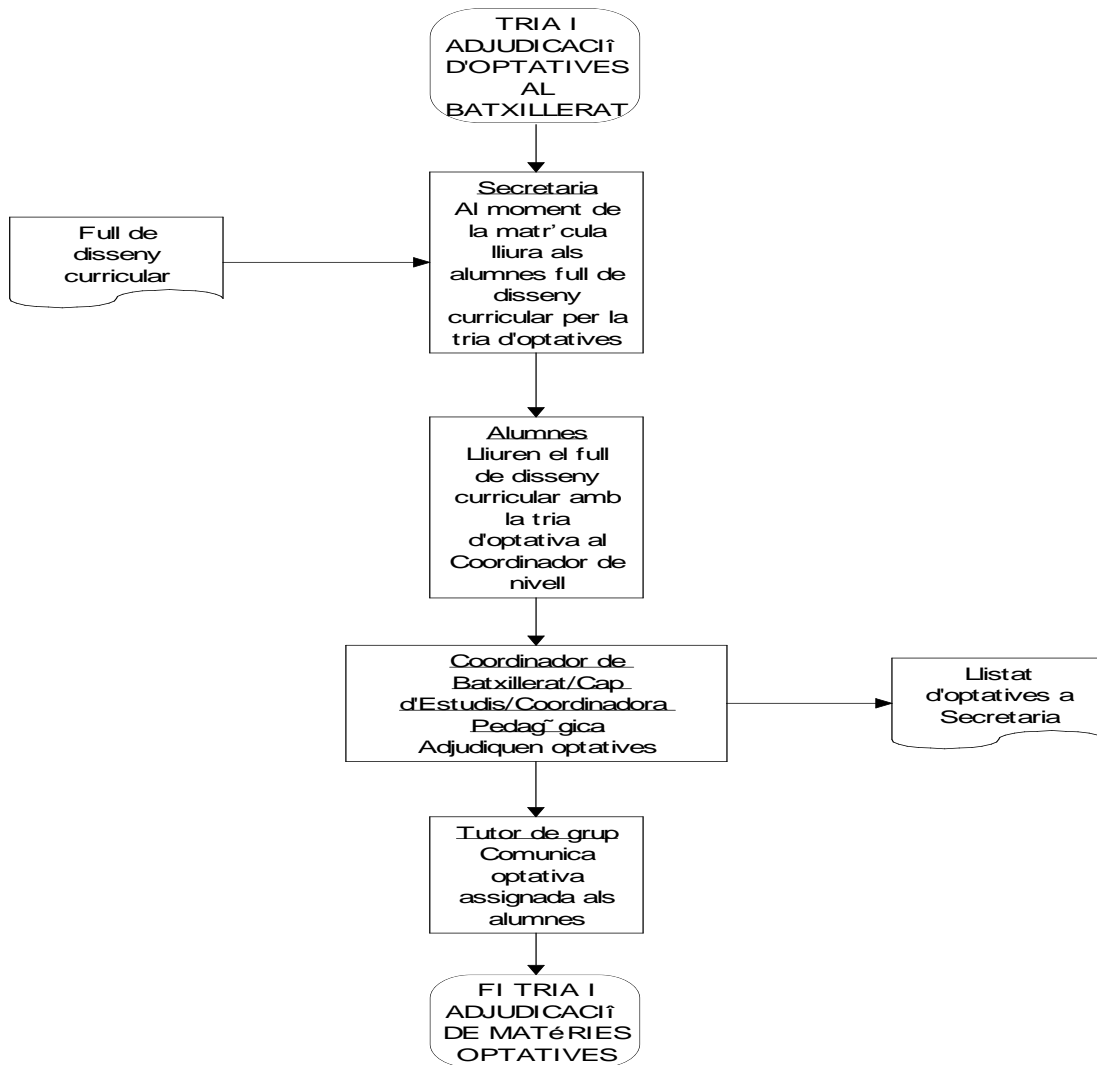 TRIA I
ADJUDICACIî
D'OPTATIVES
AL
BATXILLERAT
Secretaria
Al moment de
la matr’cula
lliura als
alumnes full de
disseny
curricular per la
tria d'optatives
Full de
disseny
curricular
Alumnes
Lliuren el full
de disseny
curricular amb
la tria
d'optativa al
Coordinador de
nivell
Coordinador de
Batxillerat/Cap
d'Estudis/Coordinadora
Pedag˜gica
Adjudiquen optatives
Llistat
d'optatives a
Secretaria
Tutor de grup
Comunica
optativa
assignada als
alumnes
FI TRIA I
ADJUDICACIî
DE MATéRIES
OPTATIVES